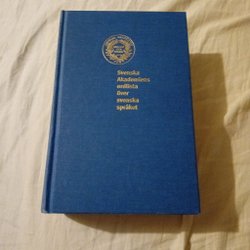 Svenska
Akademiens
ordlista
över
svenska
språket